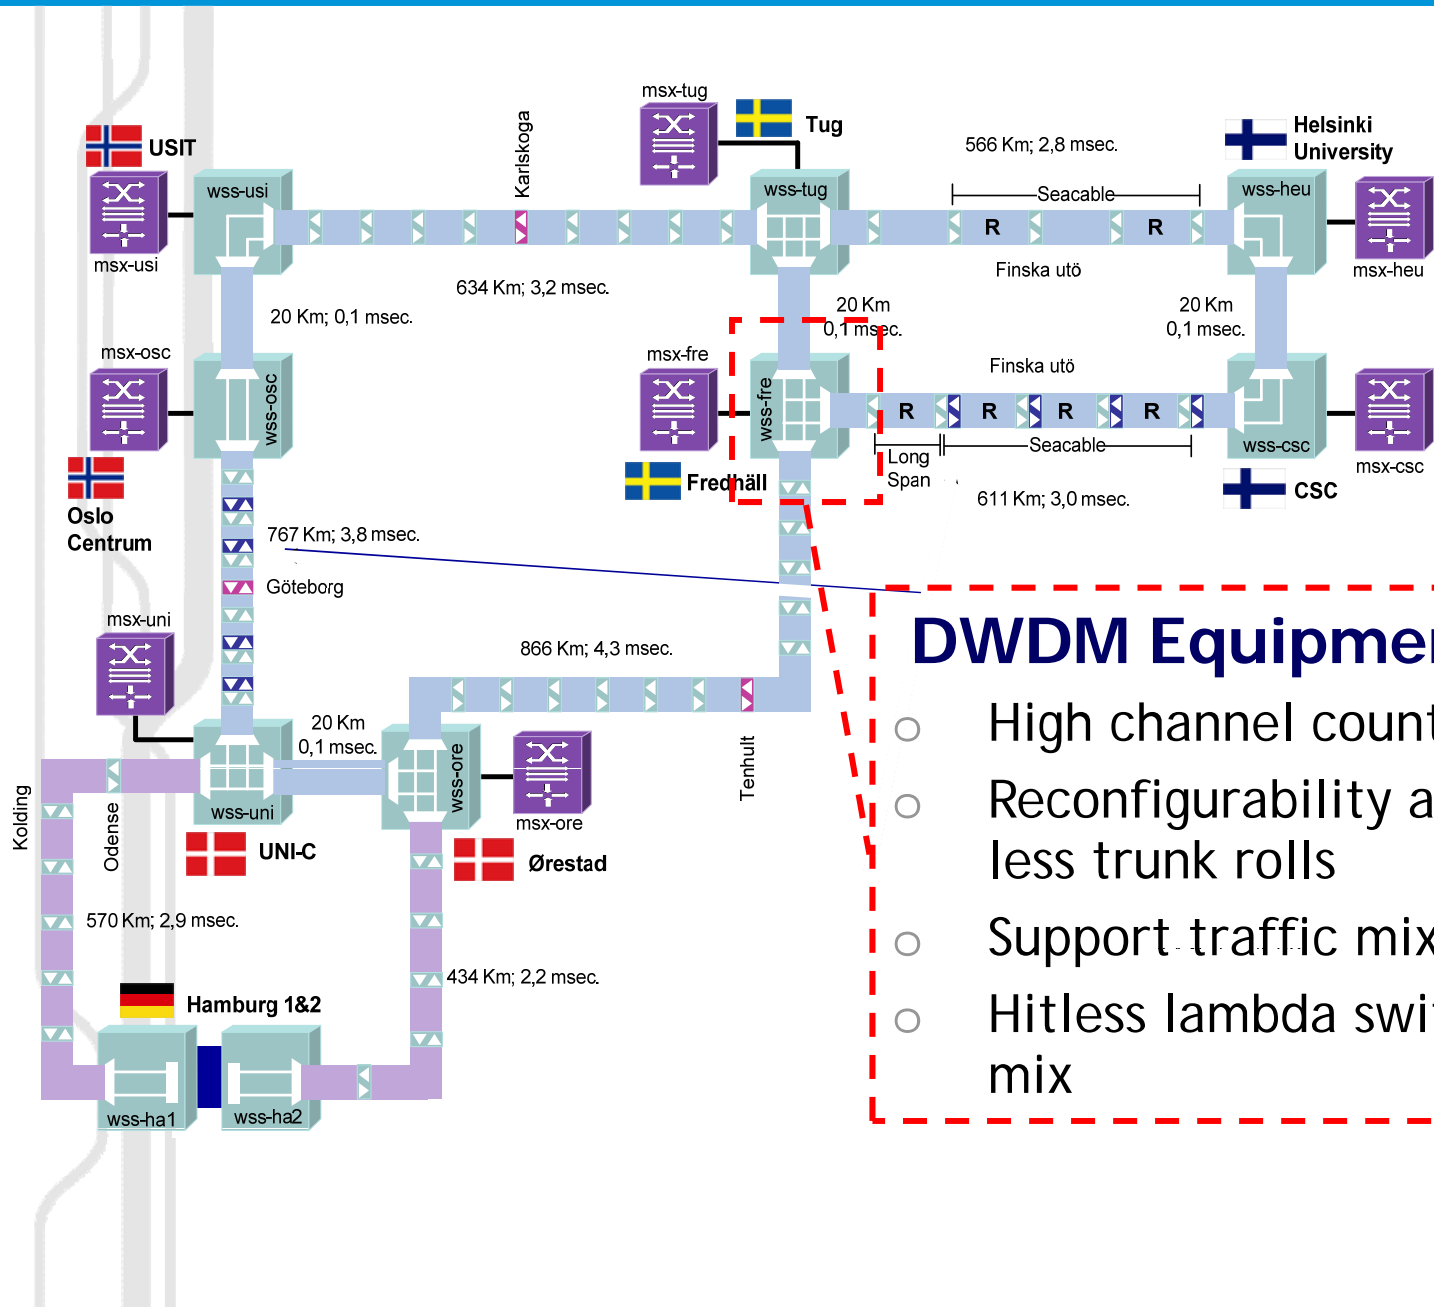 msx-tug
Tug
Karlskoga
566 Km; 2,8 msec.
Helsinki
University
USIT
wss-usi
wss-tug
Seacable
wss-heu
R
R
msx-usi
Finska utö
msx-heu
634 Km; 3,2 msec.
20 Km; 0,1 msec.
20 Km
0,1 msec.
20 Km
0,1 msec.
msx-osc
msx-fre
Finska utö
wss-osc
wss-fre
R
R
R
R
Seacable
wss-csc
Long
Span
msx-csc
Fredhäll
611 Km; 3,0 msec.
CSC
Oslo
Centrum
767 Km; 3,8 msec.
Göteborg
msx-uni
866 Km; 4,3 msec.
DWDM Equipmen
High channel count
Reconfigurability a
less trunk rolls
Support traffic mix
Hitless lambda swit
mix
20 Km
0,1 msec.
wss-ore
Tenhult
Kolding
Odense
wss-uni
msx-ore
UNI-C
Ørestad
570 Km; 2,9 msec.
434 Km; 2,2 msec.
Hamburg 1&2
wss-ha1
wss-ha2